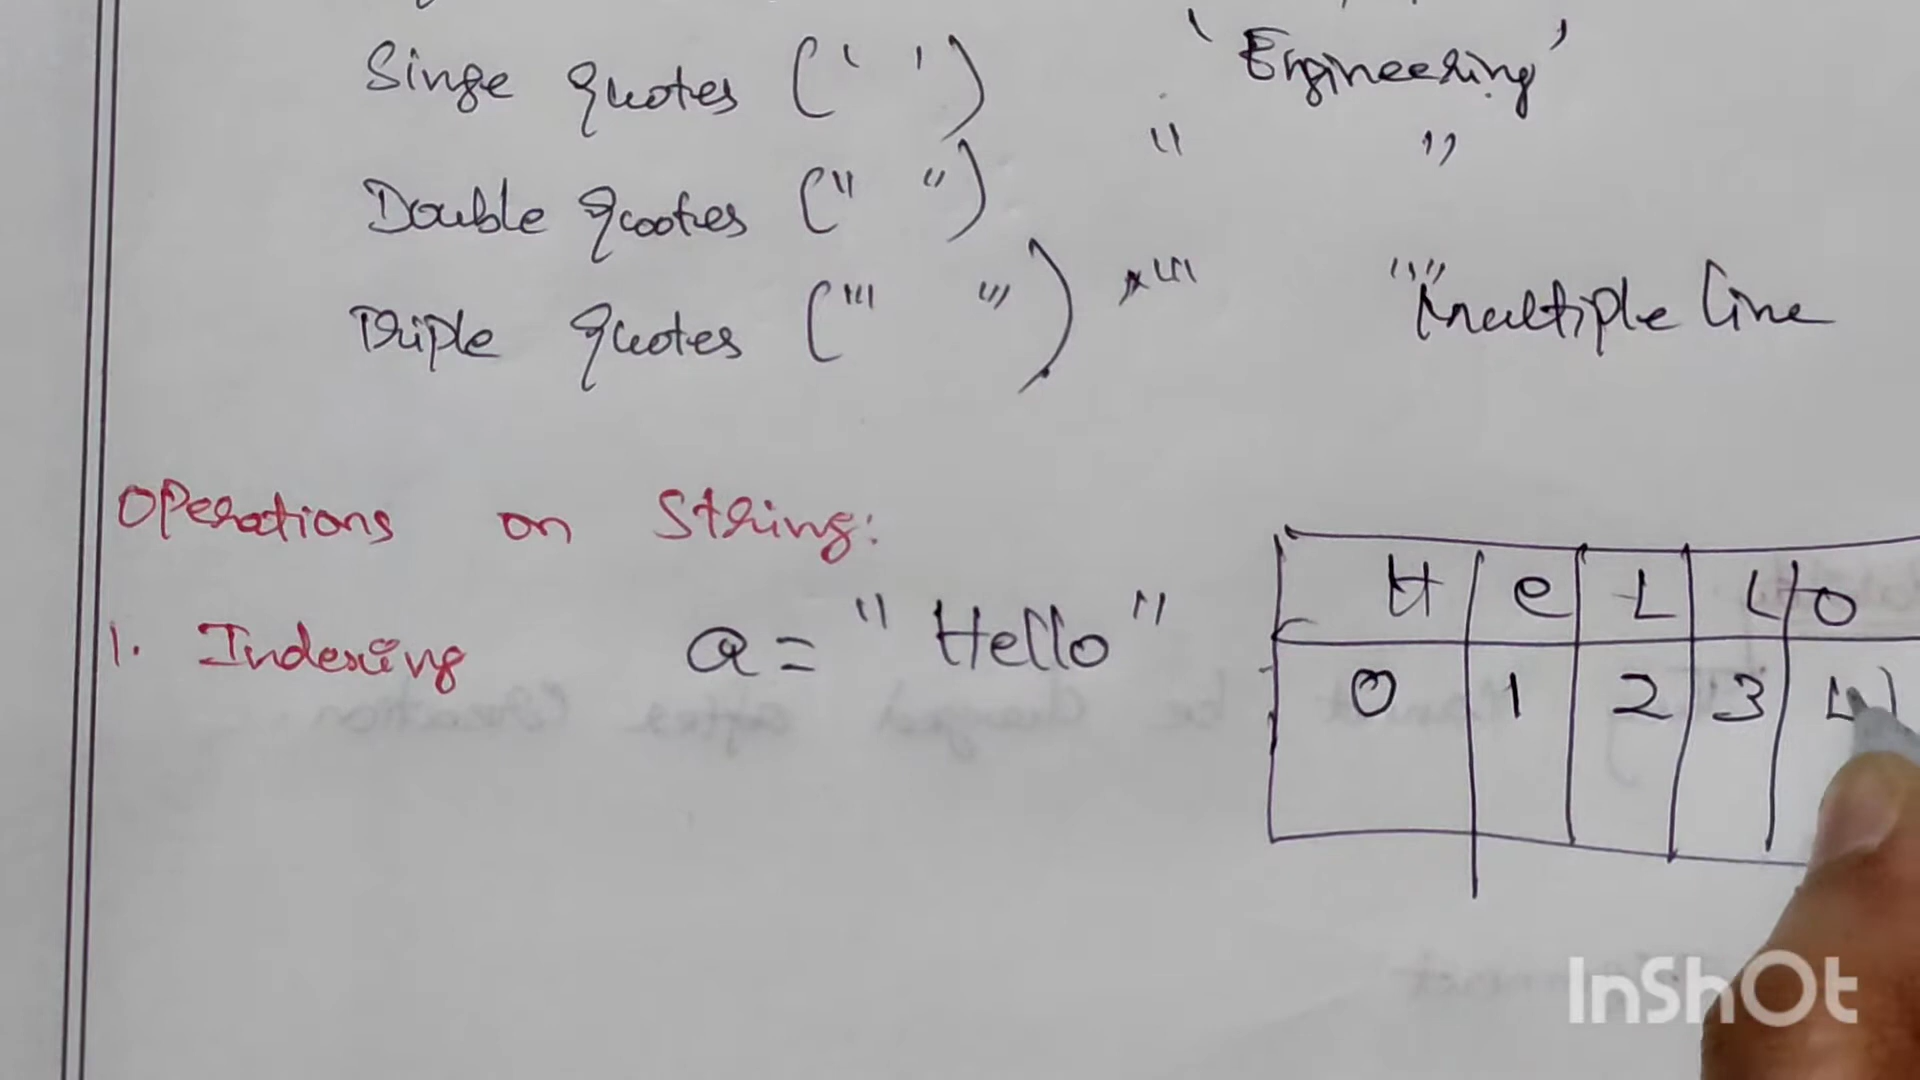 Singe quotes (' ') 'Engineering'
Double quotes (" ") " "
Triple quotes (""" """) """ """multiple line
Operations on String:
1. Indexing a = "Hello"
H e L L o
0 1 2 3 4
InShOt